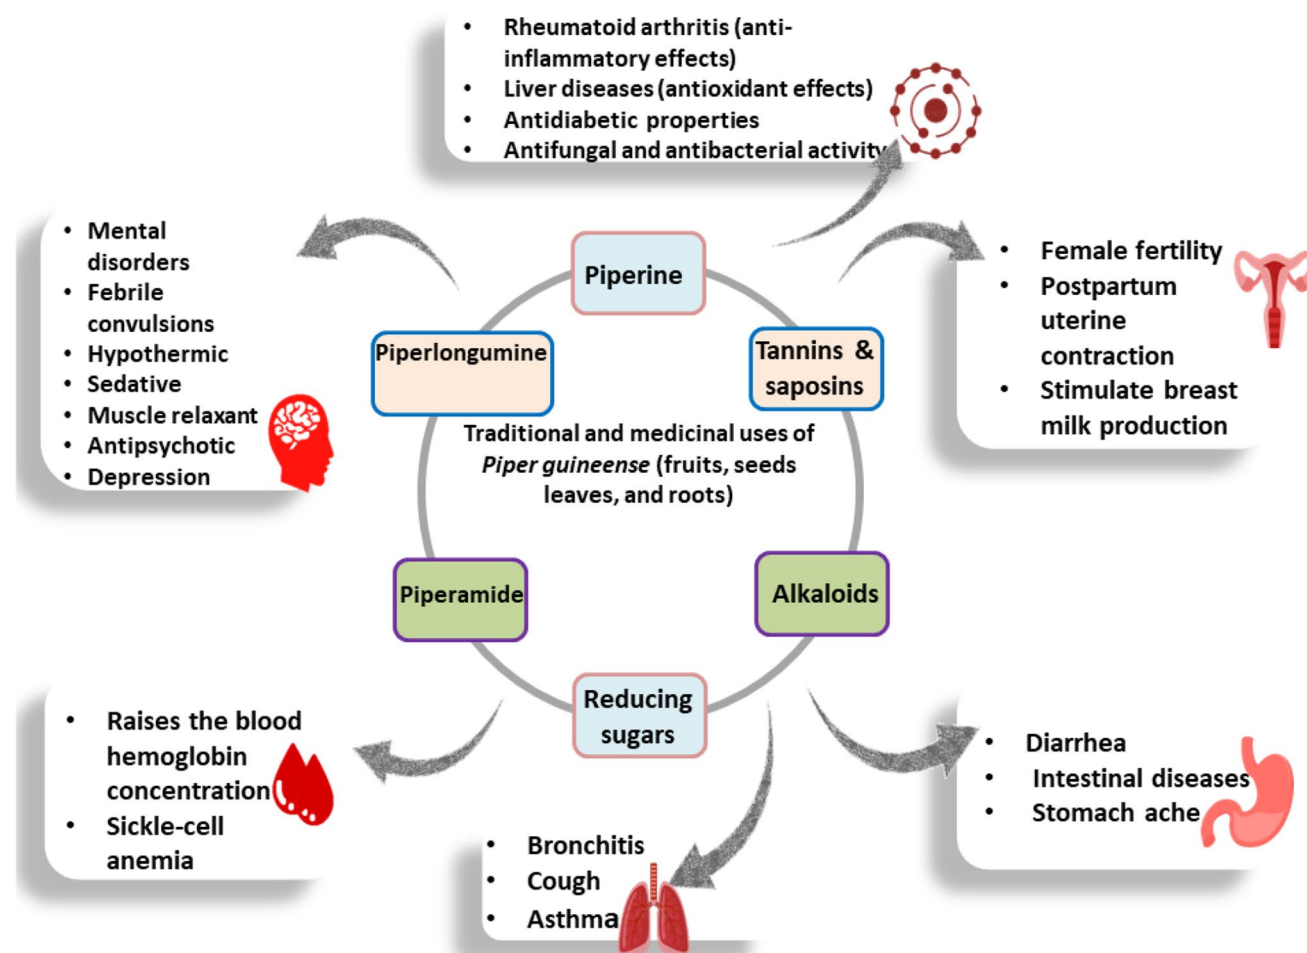 • Rheumatoid arthritis (anti-
inflammatory effects)
• Liver diseases (antioxidant effects)
• Antidiabetic properties
• Antifungal and antibacterial activity
• Mental
disorders
• Febrile
convulsions
• Hypothermic
• Sedative
• Muscle relaxant
• Antipsychotic
• Depression
Piperine
• Female fertility
• Postpartum
uterine
contraction
• Stimulate breast
milk production
Piperlongumine
Tannins &
saposins
Traditional and medicinal uses of
Piper guineense (fruits, seeds
leaves, and roots)
Piperamide
Alkaloids
Reducing
sugars
• Raises the blood
hemoglobin
concentration
• Sickle-cell
anemia
• Bronchitis
• Cough
• Asthma
• Diarrhea
• Intestinal diseases
• Stomach ache